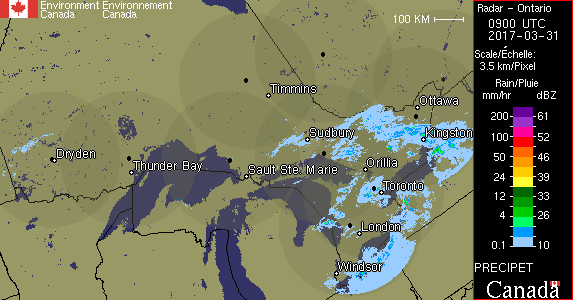 Environment Environnement
Canada Canada
100 KM
Timmins
Ottawa
Sudbury
Kingston
Dryden
Thunder Bay
Sault Ste. Marie
Orillia
Toronto
London
Windsor
Radar - Ontario
0900 UTC
2017-03-31
Scale/Échelle:
3.5 km/Pixel
Rain/Pluie
mm/hr dBZ
200 61
100 52
50 46
24 39
12 33
4 26
0.1 10
PRECIPET
Canada